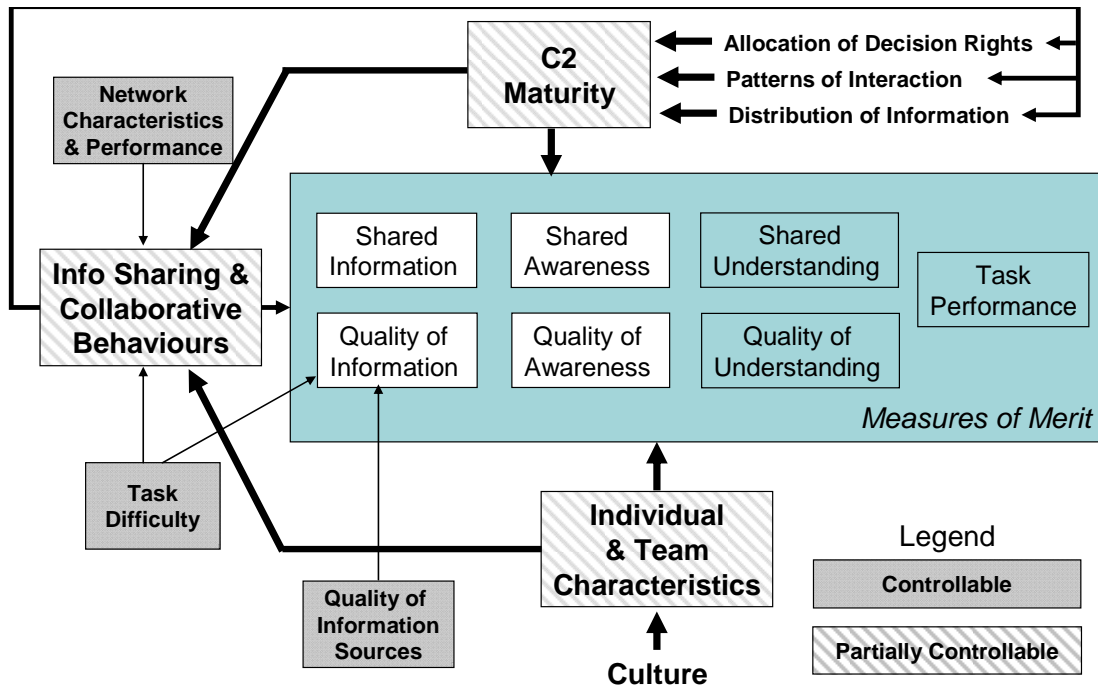 C2
Maturity
Allocation of Decision Rights
Patterns of Interaction
Distribution of Information
Network
Characteristics
& Performance
Info Sharing &
Collaborative
Behaviours
Shared
Information
Shared
Awareness
Shared
Understanding
Task
Performance
Quality of
Information
Quality of
Awareness
Quality of
Understanding
Measures of Merit
Task
Difficulty
Quality of
Information
Sources
Individual
& Team
Characteristics
Culture
Legend
Controllable
Partially Controllable